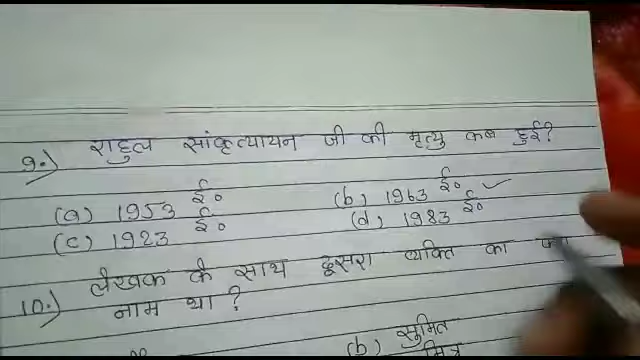 9.) राहुल सांकृत्यायन जी की मृत्यु कब हुई?
(a) 1953 ई० (b) 1963 ई० ✓
(c) 1923 ई० (d) 1983 ई०
10.) लेखक के साथ दूसरा व्यक्ति का
नाम था ?
(b) सुमित